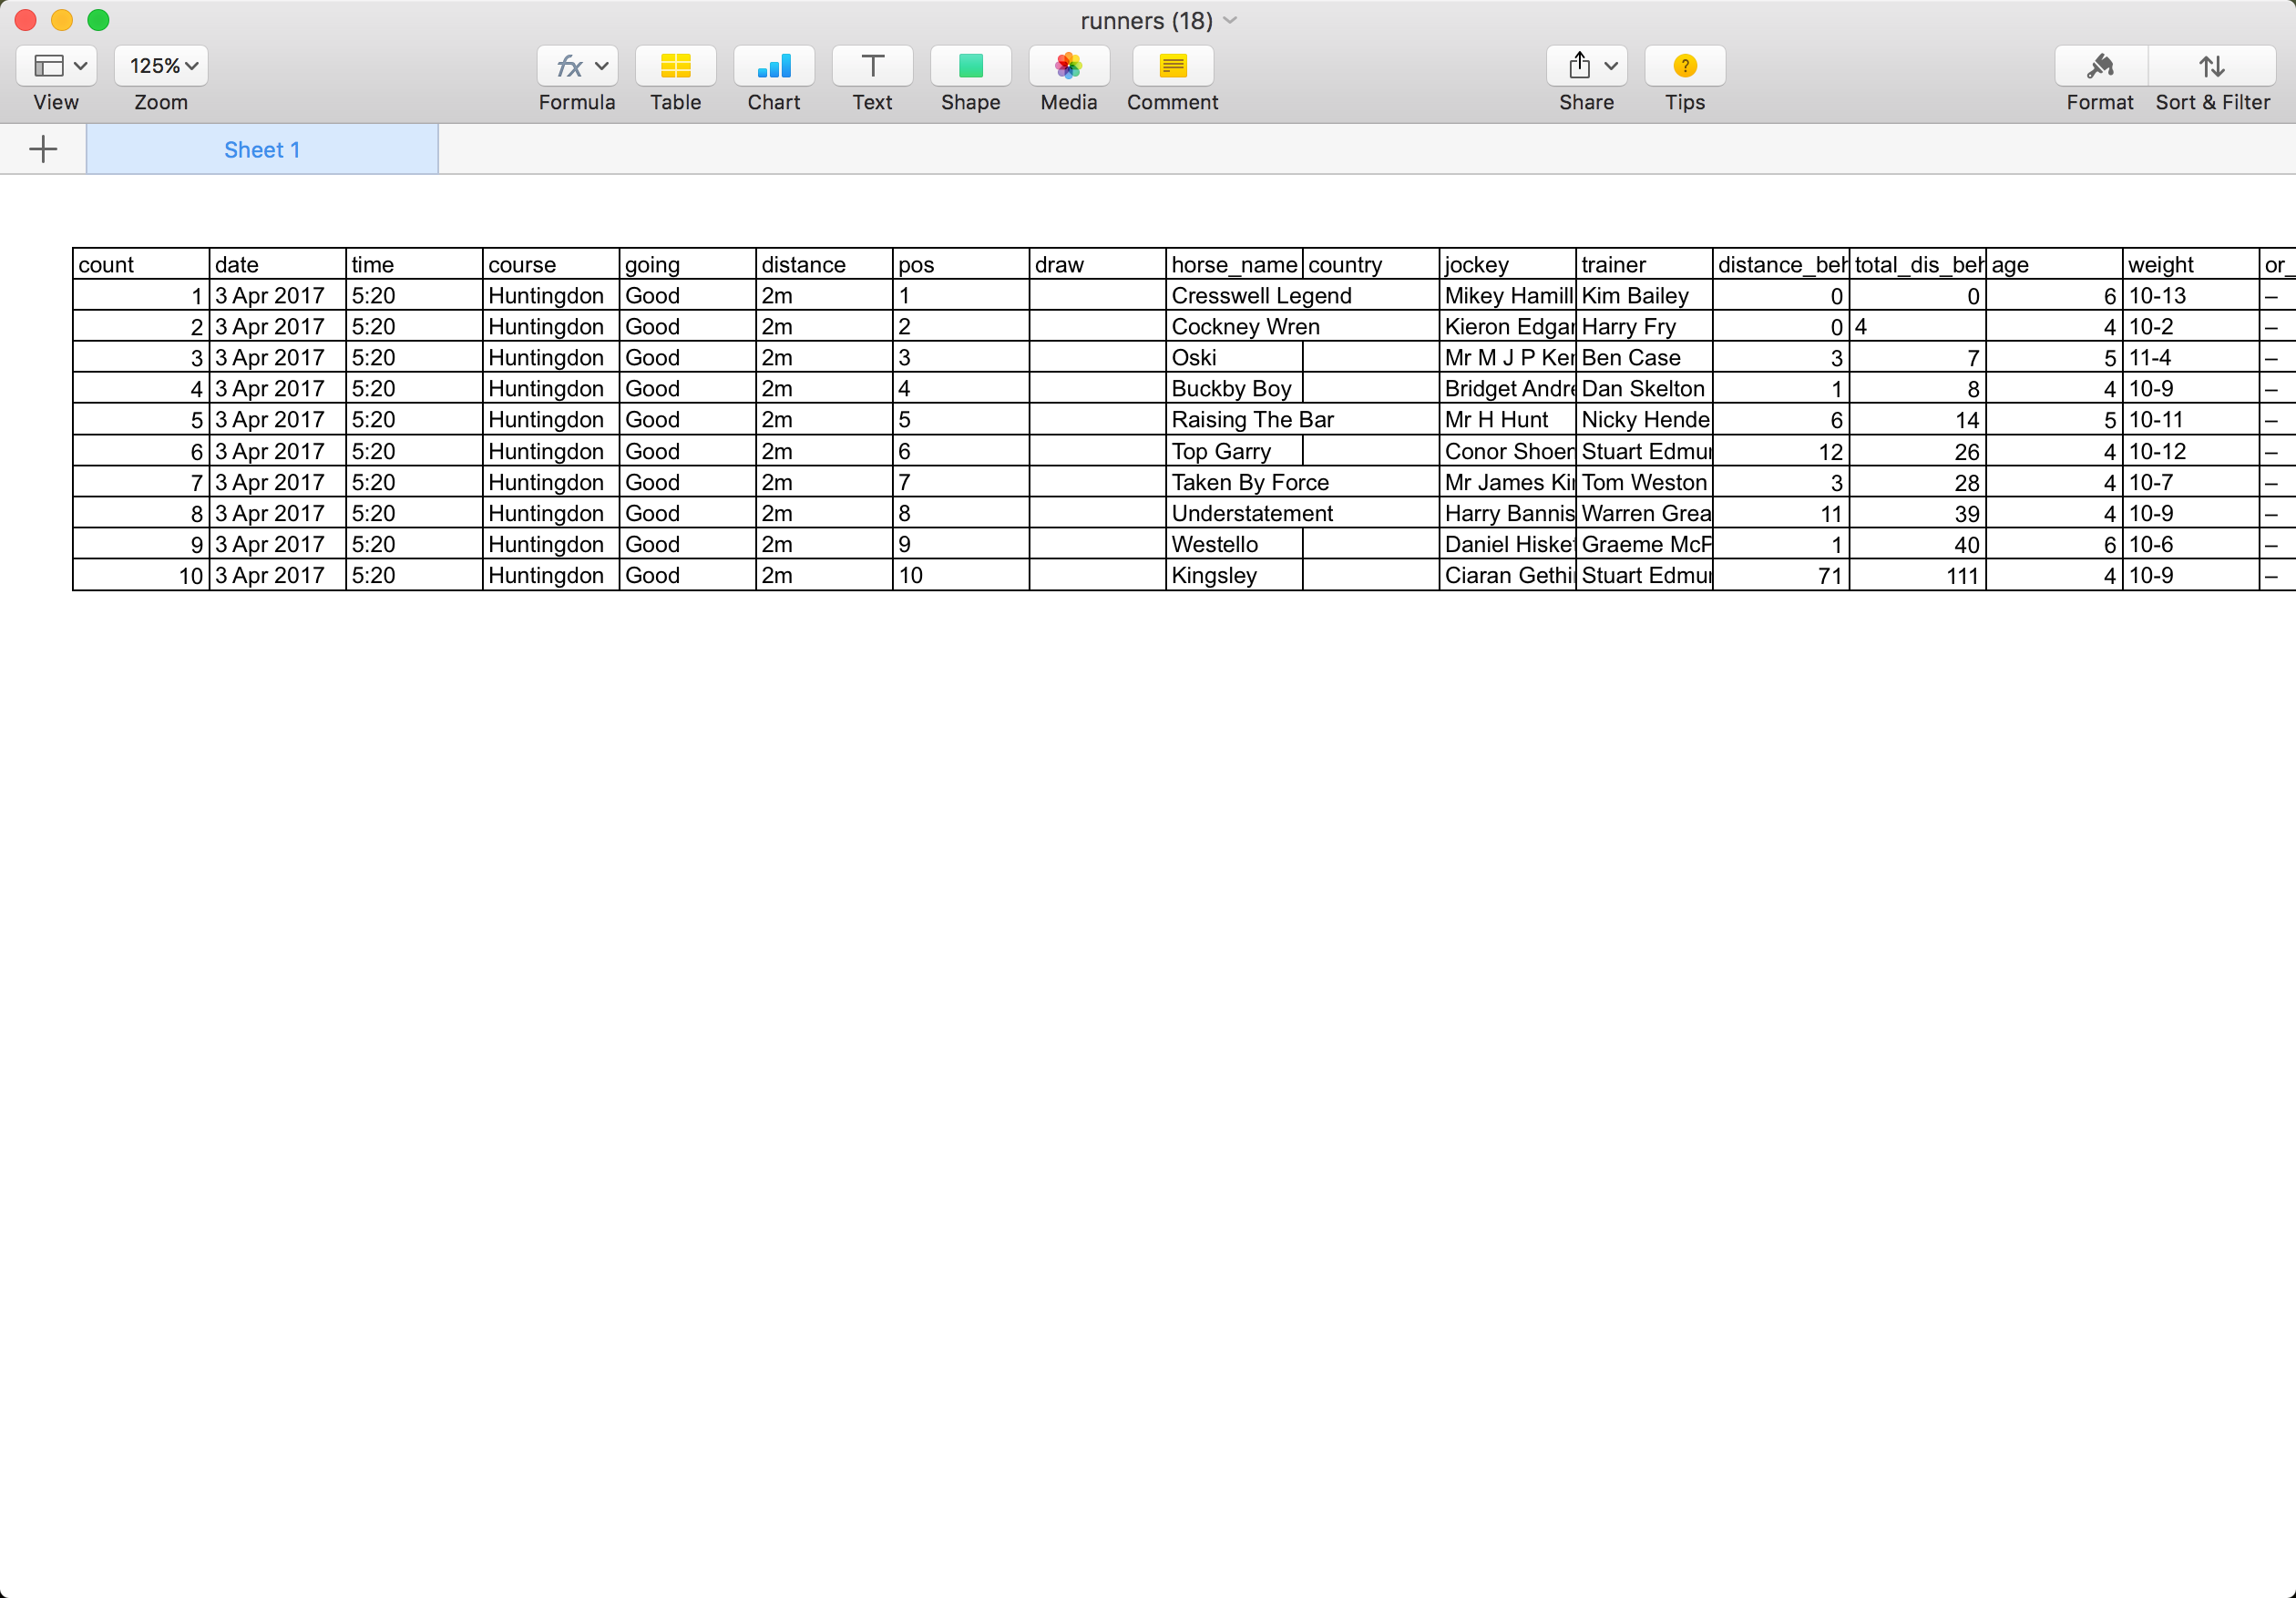 runners (18)
125%
View Zoom Formula Table Chart Text Shape Media Comment Share Tips Format Sort & Filter
Sheet 1
count date time course going distance pos draw horse_name country jockey trainer distance_beh total_dis_beh age weight or_
1 3 Apr 2017 5:20 Huntingdon Good 2m 1 Cresswell Legend Mikey Hamill Kim Bailey 0 0 6 10-13 –
2 3 Apr 2017 5:20 Huntingdon Good 2m 2 Cockney Wren Kieron Edgar Harry Fry 0 4 4 10-2 –
3 3 Apr 2017 5:20 Huntingdon Good 2m 3 Oski Mr M J P Ker Ben Case 3 7 5 11-4 –
4 3 Apr 2017 5:20 Huntingdon Good 2m 4 Buckby Boy Bridget Andre Dan Skelton 1 8 4 10-9 –
5 3 Apr 2017 5:20 Huntingdon Good 2m 5 Raising The Bar Mr H Hunt Nicky Hende 6 14 5 10-11 –
6 3 Apr 2017 5:20 Huntingdon Good 2m 6 Top Garry Conor Shoer Stuart Edmur 12 26 4 10-12 –
7 3 Apr 2017 5:20 Huntingdon Good 2m 7 Taken By Force Mr James Kin Tom Weston 3 28 4 10-7 –
8 3 Apr 2017 5:20 Huntingdon Good 2m 8 Understatement Harry Bannis Warren Grea 11 39 4 10-9 –
9 3 Apr 2017 5:20 Huntingdon Good 2m 9 Westello Daniel Hisket Graeme McP 1 40 6 10-6 –
10 3 Apr 2017 5:20 Huntingdon Good 2m 10 Kingsley Ciaran Gethi Stuart Edmur 71 111 4 10-9 –